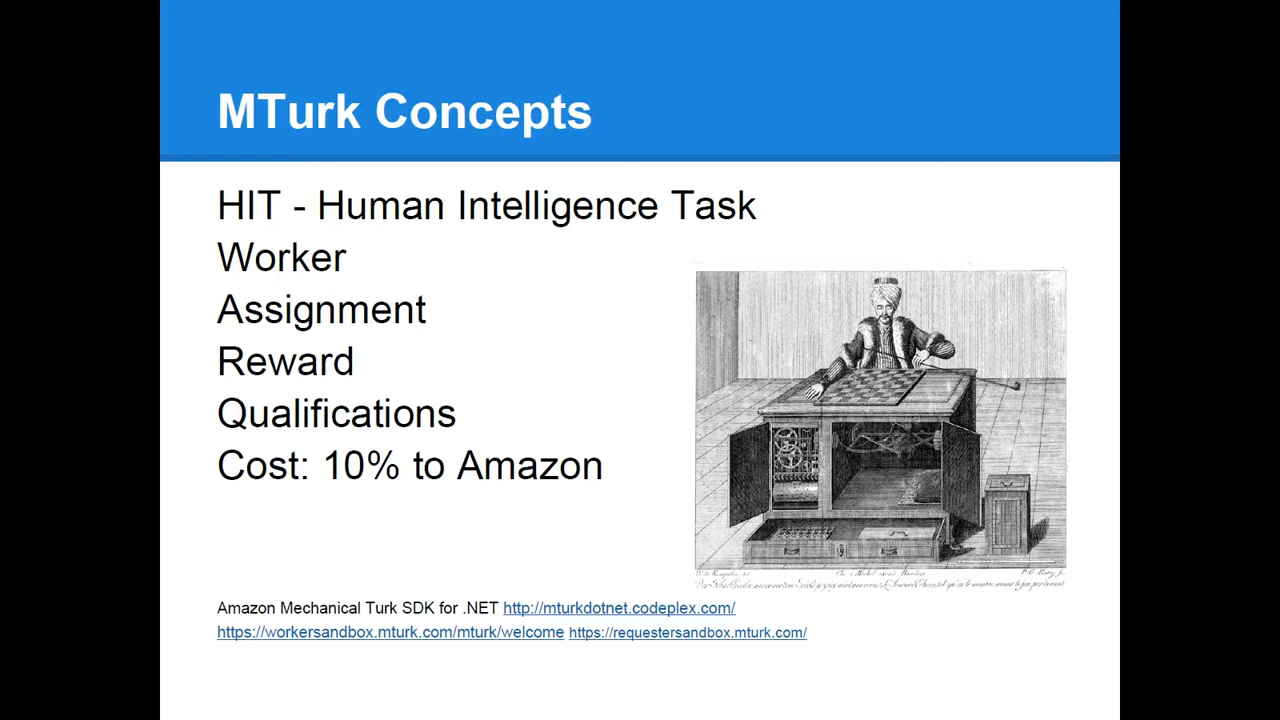 MTurk Concepts
HIT - Human Intelligence Task
Worker
Assignment
Reward
Qualifications
Cost: 10% to Amazon
Amazon Mechanical Turk SDK for .NET http://mturkdotnet.codeplex.com/
https://workersandbox.mturk.com/mturk/welcome https://requestersandbox.mturk.com/